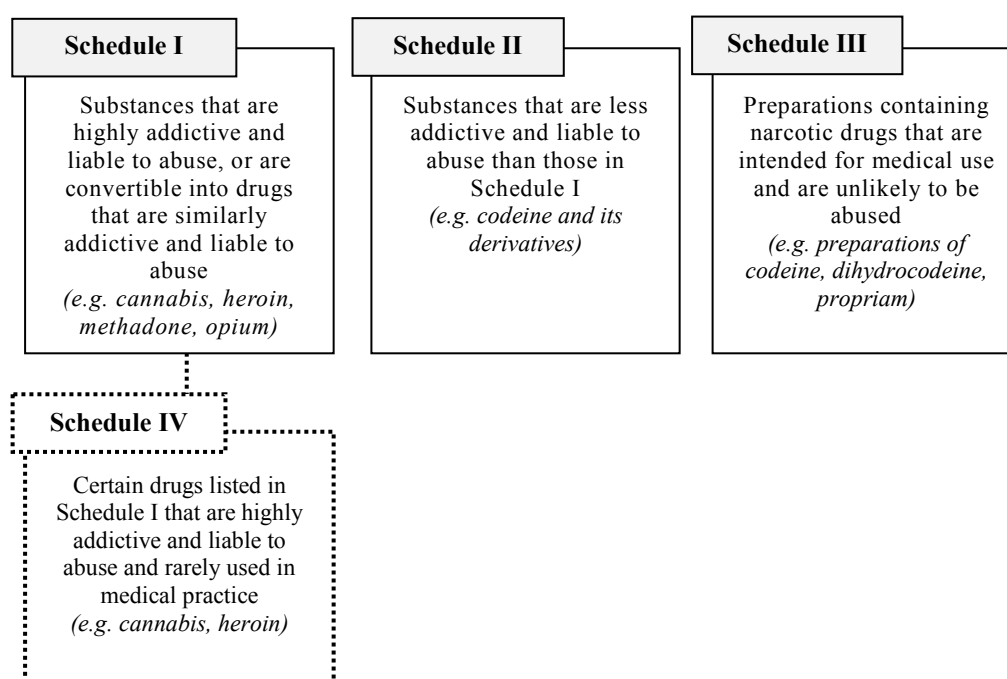 Schedule I
Substances that are
highly addictive and
liable to abuse, or are
convertible into drugs
that are similarly
addictive and liable to
abuse
(e.g. cannabis, heroin,
methadone, opium)
Schedule II
Substances that are less
addictive and liable to
abuse than those in
Schedule I
(e.g. codeine and its
derivatives)
Schedule III
Preparations containing
narcotic drugs that are
intended for medical use
and are unlikely to be
abused
(e.g. preparations of
codeine, dihydrocodeine,
propriam)
Schedule IV
Certain drugs listed in
Schedule I that are highly
addictive and liable to
abuse and rarely used in
medical practice
(e.g. cannabis, heroin)